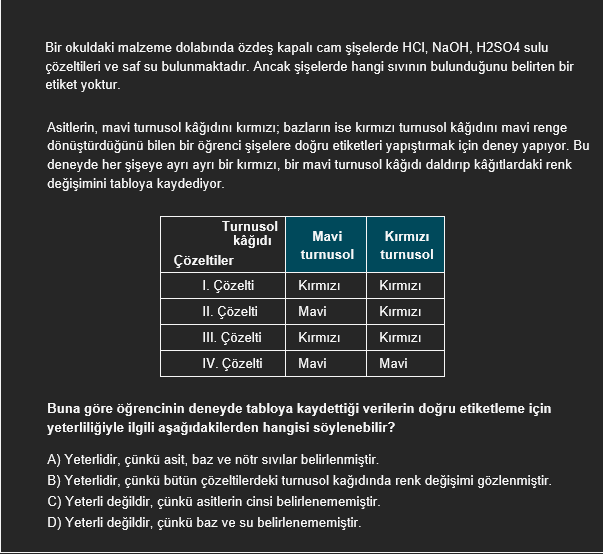 Bir okuldaki malzeme dolabında özdeş kapalı cam şişelerde HCl, NaOH, H2SO4 sulu
çözeltileri ve saf su bulunmaktadır. Ancak şişelerde hangi sıvının bulunduğunu belirten bir
etiket yoktur.
Asitlerin, mavi turnusol kâğıdını kırmızı; bazların ise kırmızı turnusol kâğıdını mavi renge
dönüştürdüğünü bilen bir öğrenci şişelere doğru etiketleri yapıştırmak için deney yapıyor. Bu
deneyde her şişeye ayrı ayrı bir kırmızı, bir mavi turnusol kâğıdı daldırıp kâğıtlardaki renk
değişimini tabloya kaydediyor.
Turnusol
kâğıdı
Çözeltiler
Mavi
turnusol
Kırmızı
turnusol
I. Çözelti Kırmızı Kırmızı
II. Çözelti Mavi Kırmızı
III. Çözelti Kırmızı Kırmızı
IV. Çözelti Mavi Mavi
Buna göre öğrencinin deneyde tabloya kaydettiği verilerin doğru etiketleme için
yeterliliğiyle ilgili aşağıdakilerden hangisi söylenebilir?
A) Yeterlidir, çünkü asit, baz ve nötr sıvılar belirlenmiştir.
B) Yeterlidir, çünkü bütün çözeltilerdeki turnusol kağıdında renk değişimi gözlenmiştir.
C) Yeterli değildir, çünkü asitlerin cinsi belirlenememiştir.
D) Yeterli değildir, çünkü baz ve su belirlenememiştir.